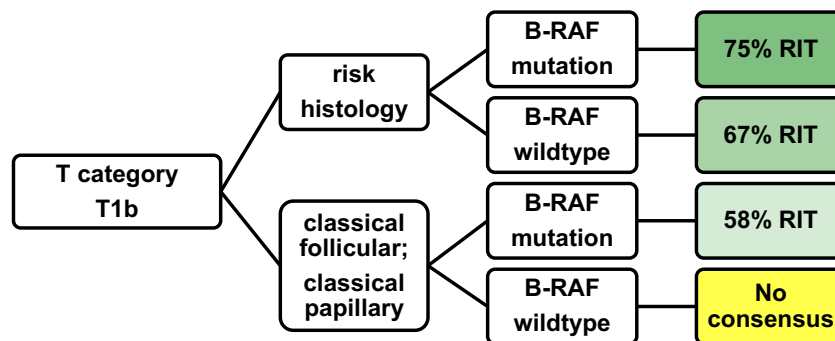 T category
T1b
risk
histology
classical
follicular;
classical
papillary
B-RAF
mutation
B-RAF
wildtype
B-RAF
mutation
B-RAF
wildtype
75% RIT
67% RIT
58% RIT
No
consensus